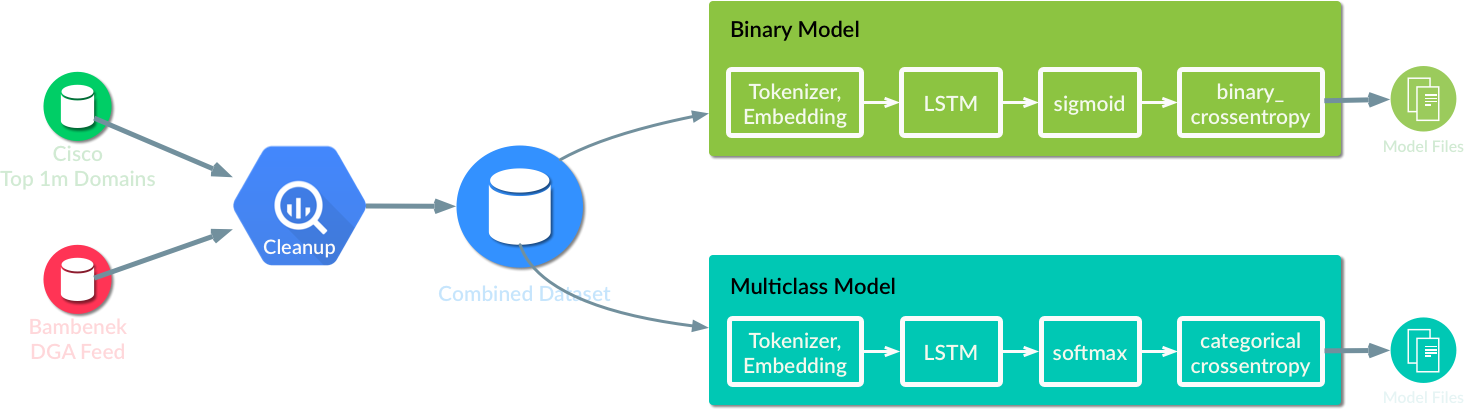 Cisco
Top 1m Domains
Bambenek
DGA Feed
Cleanup
Combined Dataset
Binary Model
Tokenizer,
Embedding
LSTM
sigmoid
binary_
crossentropy
Model Files
Multiclass Model
Tokenizer,
Embedding
LSTM
softmax
categorical
crossentropy
Model Files